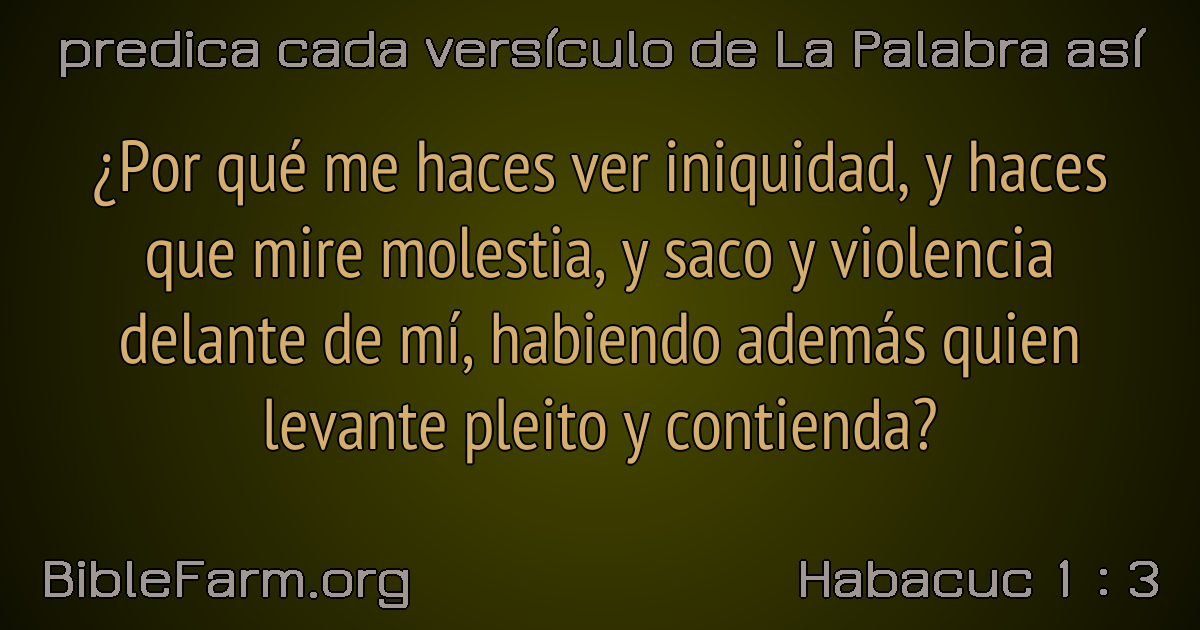 predica cada versículo de La Palabra así
¿Por qué me haces ver iniquidad, y haces
que mire molestia, y saco y violencia
delante de mí, habiendo además quien
levante pleito y contienda?
BibleFarm.org
Habacuc 1 : 3